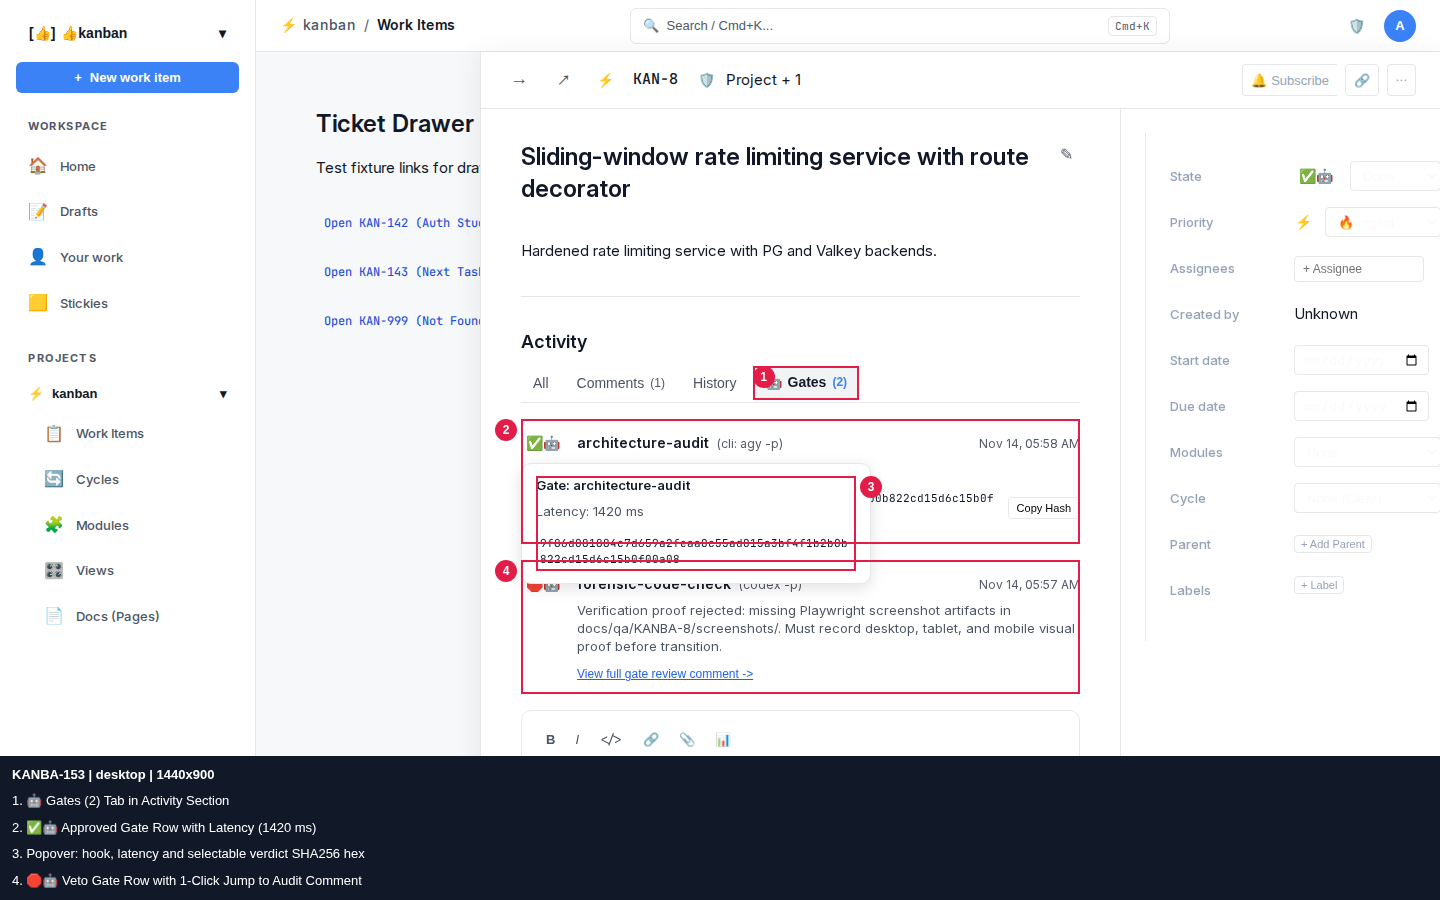 [👍] 👍kanban ▾
+ New work item
WORKSPACE
🏠 Home
📝 Drafts
👤 Your work
🟨 Stickies
PROJECTS
⚡ kanban ▾
📋 Work Items
🔄 Cycles
📦 Modules
🎛️ Views
📄 Docs (Pages)
⚡ kanban / Work Items
🔍 Search / Cmd+K...
Cmd+K
A
Ticket Drawer
Test fixture links for
Open KAN-142 (Auth
Open KAN-143 (Next
Open KAN-999 (Not
→ ↗ ⚡ KAN-8 🛡️ Project + 1
🔔 Subscribe 🔗 ...
Sliding-window rate limiting service with route
decorator
✎
Hardened rate limiting service with PG and Valkey backends.
Activity
All Comments (1) History 1 Gates (2)
2
✅🤖 architecture-audit (cli: agy -p) Nov 14, 05:58 AM
Gate: architecture-audit
3
Latency: 1420 ms
0b822cd15d6c15b0f
Copy Hash
822cd15d6c15b0f00a08
4
🛑🤖 forensic-code-check (codex -p) Nov 14, 05:57 AM
Verification proof rejected: missing Playwright screenshot artifacts in
docs/qa/KANBA-8/screenshots/. Must record desktop, tablet, and mobile visual
proof before transition.
View full gate review comment ->
B I </> 🔗 📎 📊
State ✅🤖
Priority ⚡ 🔥
Assignees + Assignee
Created by Unknown
Start date
Due date
Modules
Cycle
Parent + Add Parent
Labels + Label
KANBA-153 | desktop | 1440x900
1. 🤖 Gates (2) Tab in Activity Section
2. ✅🤖 Approved Gate Row with Latency (1420 ms)
3. Popover: hook, latency and selectable verdict SHA256 hex
4. 🛑🤖 Veto Gate Row with 1-Click Jump to Audit Comment